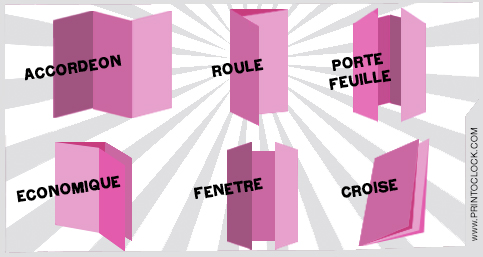 ACCORDEON
ROULE
PORTE
FEUILLE
ECONOMIQUE
FENETRE
CROISE
www.PRINTOCLOCK.COM